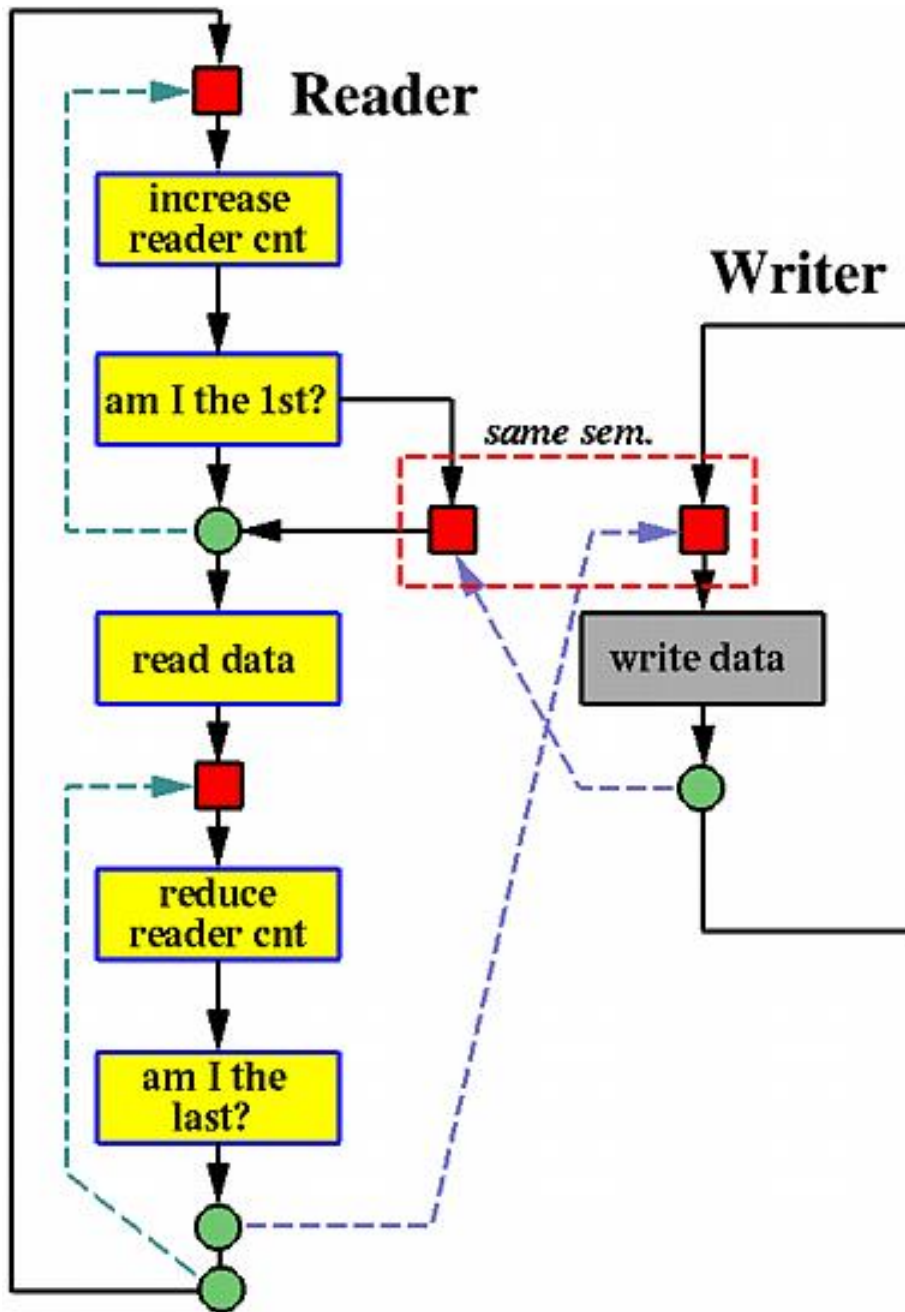 Reader
increase
reader cnt
Writer
am I the 1st?
same sem.
read data
write data
reduce
reader cnt
am I the
last?